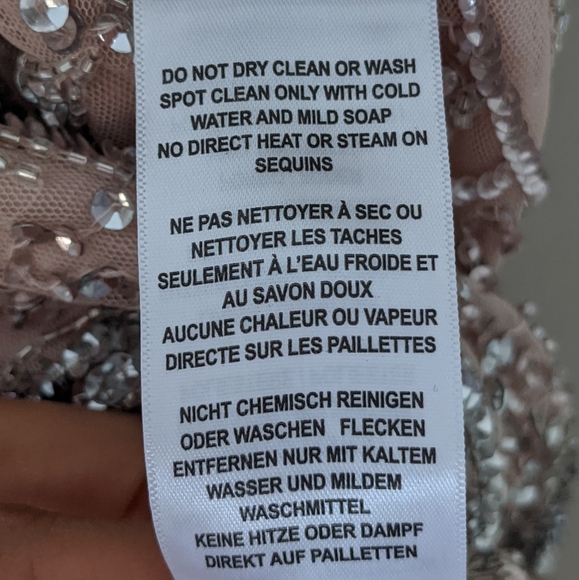 DO NOT DRY CLEAN OR WASH
SPOT CLEAN ONLY WITH COLD
WATER AND MILD SOAP
NO DIRECT HEAT OR STEAM ON
SEQUINS
NE PAS NETTOYER À SEC OU
NETTOYER LES TACHES
SEULEMENT À L'EAU FROIDE ET
AU SAVON DOUX
AUCUNE CHALEUR OU VAPEUR
DIRECTE SUR LES PAILLETTES
NICHT CHEMISCH REINIGEN
ODER WASCHEN FLECKEN
ENTFERNEN NUR MIT KALTEM
WASSER UND MILDEM
WASCHMITTEL
KEINE HITZE ODER DAMPF
DIREKT AUF PAILLETTEN